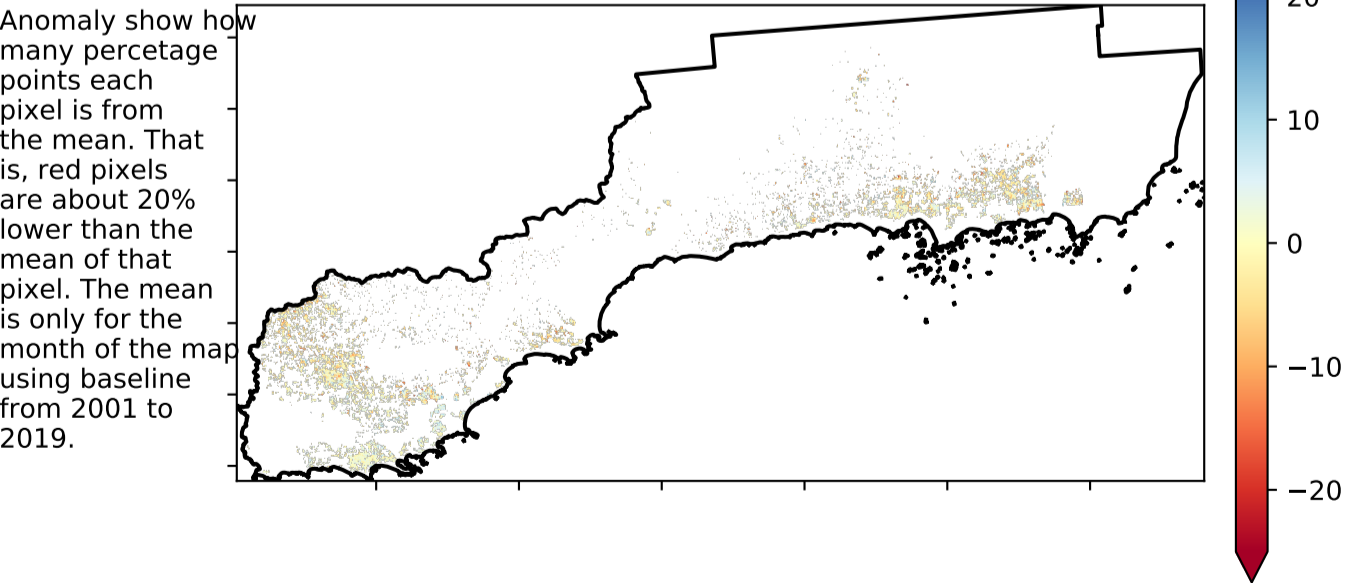 Anomaly show how
many percetage
points each
pixel is from
the mean. That
is, red pixels
are about 20%
lower than the
mean of that
pixel. The mean
is only for the
month of the map
using baseline
from 2001 to
2019.
20
10
0
−10
−20